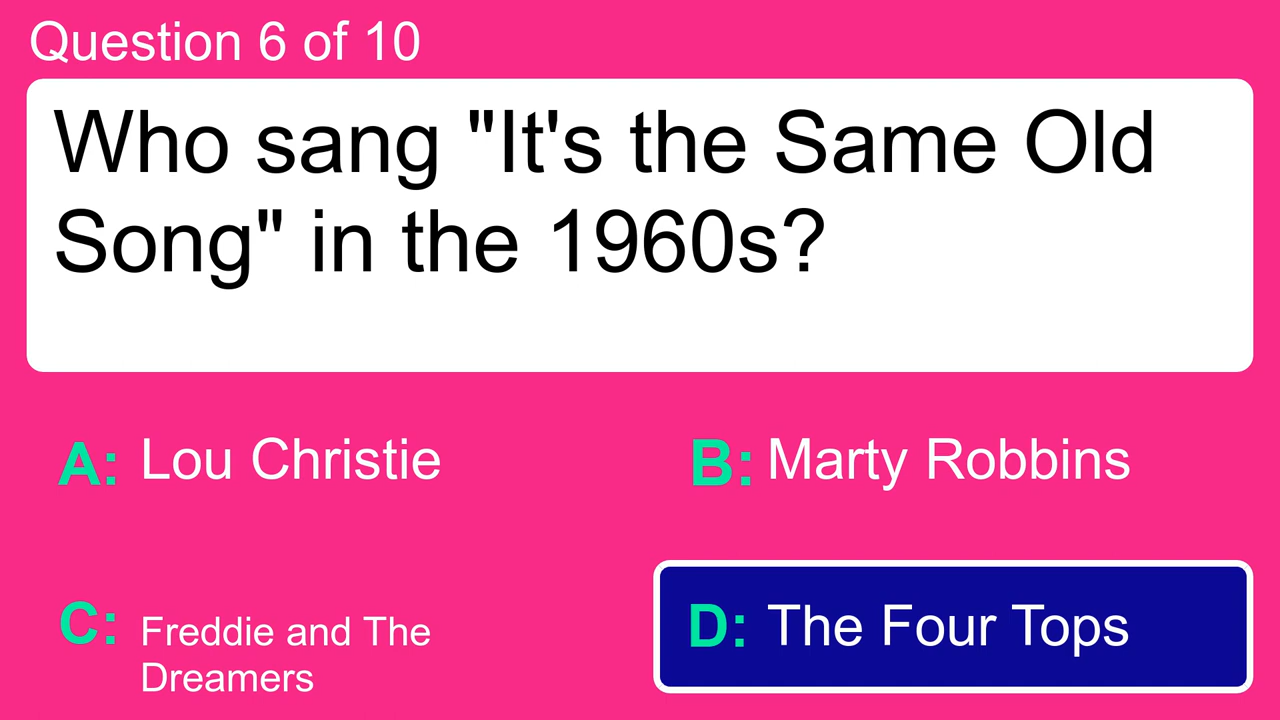 Question 6 of 10
Who sang "It's the Same Old
Song" in the 1960s?
A: Lou Christie
B: Marty Robbins
C: Freddie and The
Dreamers
D: The Four Tops